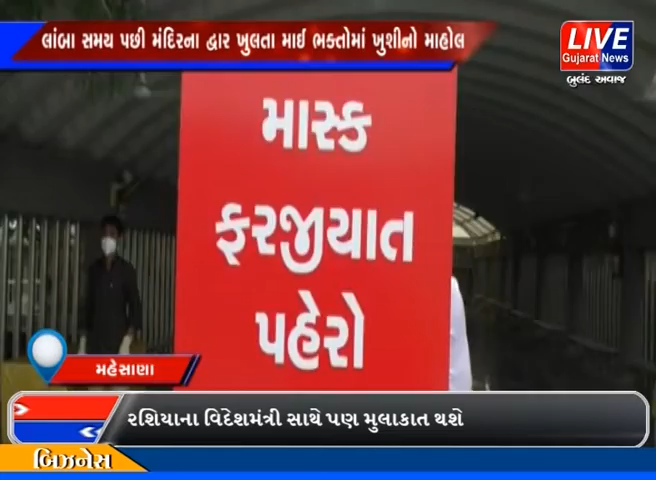 લાંબા સમય પછી મંદિરના દ્વાર ખુલતા માઈ ભક્તોમાં ખુશીનો માહોલ
LIVE
Gujarat News
બુલંદ અવાજ
માસ્ક
ફરજીયાત
પહેરો
મહેસાણા
રશિયાના વિદેશમંત્રી સાથે પણ મુલાકાત થશે
બિઝનેસ